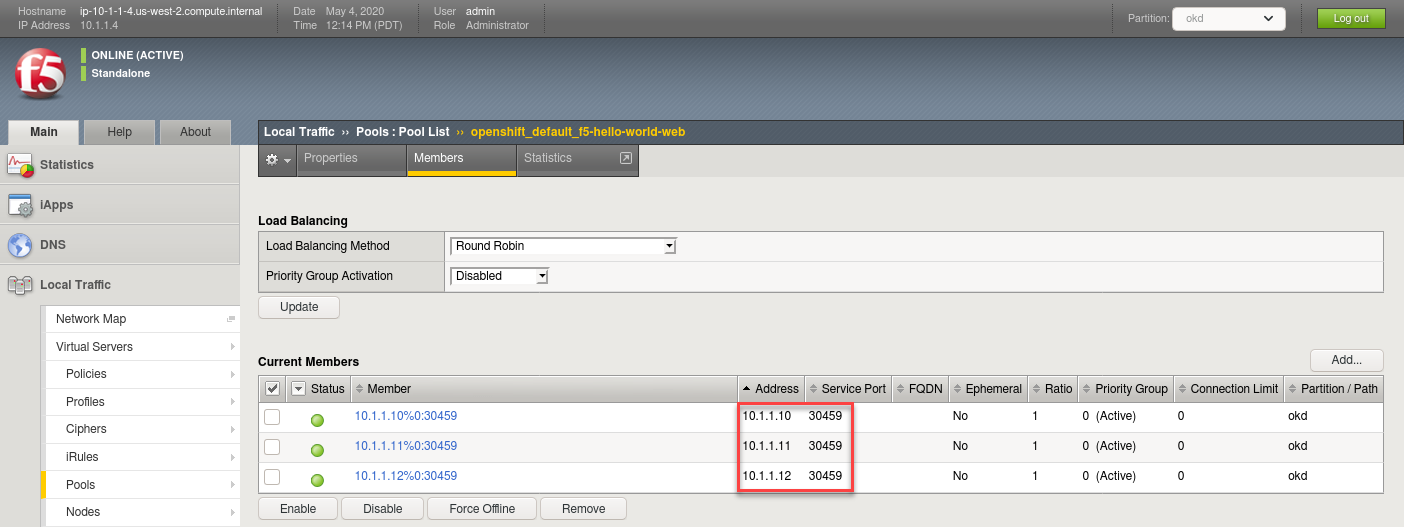 Hostname ip-10-1-1-4.us-west-2.compute.internal Date May 4, 2020 User admin
IP Address 10.1.1.4 Time 12:14 PM (PDT) Role Administrator
Partition: okd Log out
f5
ONLINE (ACTIVE)
Standalone
Main Help About
Statistics
iApps
DNS
Local Traffic
Network Map
Virtual Servers
Policies
Profiles
Ciphers
iRules
Pools
Nodes
Local Traffic ›› Pools : Pool List ›› openshift_default_f5-hello-world-web
Properties Members Statistics
Load Balancing
Load Balancing Method Round Robin
Priority Group Activation Disabled
Update
Current Members Add...
Status Member Address Service Port FQDN Ephemeral Ratio Priority Group Connection Limit Partition / Path
10.1.1.10%0:30459 10.1.1.10 30459 No 1 0 (Active) 0 okd
10.1.1.11%0:30459 10.1.1.11 30459 No 1 0 (Active) 0 okd
10.1.1.12%0:30459 10.1.1.12 30459 No 1 0 (Active) 0 okd
Enable Disable Force Offline Remove